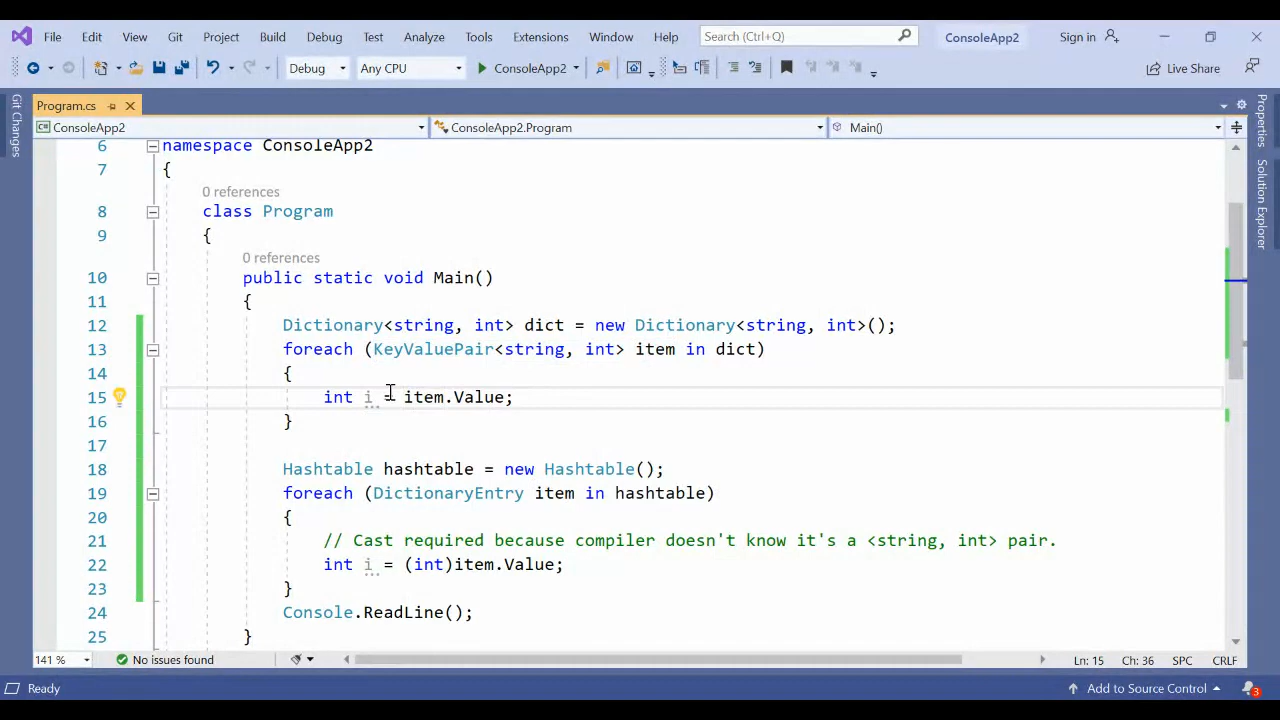 File Edit View Git Project Build Debug Test Analyze Tools Extensions Window Help Search (Ctrl+Q) ConsoleApp2 Sign in
Debug Any CPU ConsoleApp2 Live Share
Git Changes
Program.cs
Properties
Solution Explorer
ConsoleApp2 ConsoleApp2.Program Main()
6 namespace ConsoleApp2
7 {
0 references
8 class Program
9 {
0 references
10 public static void Main()
11 {
12 Dictionary<string, int> dict = new Dictionary<string, int>();
13 foreach (KeyValuePair<string, int> item in dict)
14 {
15 int i = item.Value;
16 }
17
18 Hashtable hashtable = new Hashtable();
19 foreach (DictionaryEntry item in hashtable)
20 {
21 // Cast required because compiler doesn't know it's a <string, int> pair.
22 int i = (int)item.Value;
23 }
24 Console.ReadLine();
25 }
141 % No issues found Ln: 15 Ch: 36 SPC CRLF
Ready Add to Source Control 3